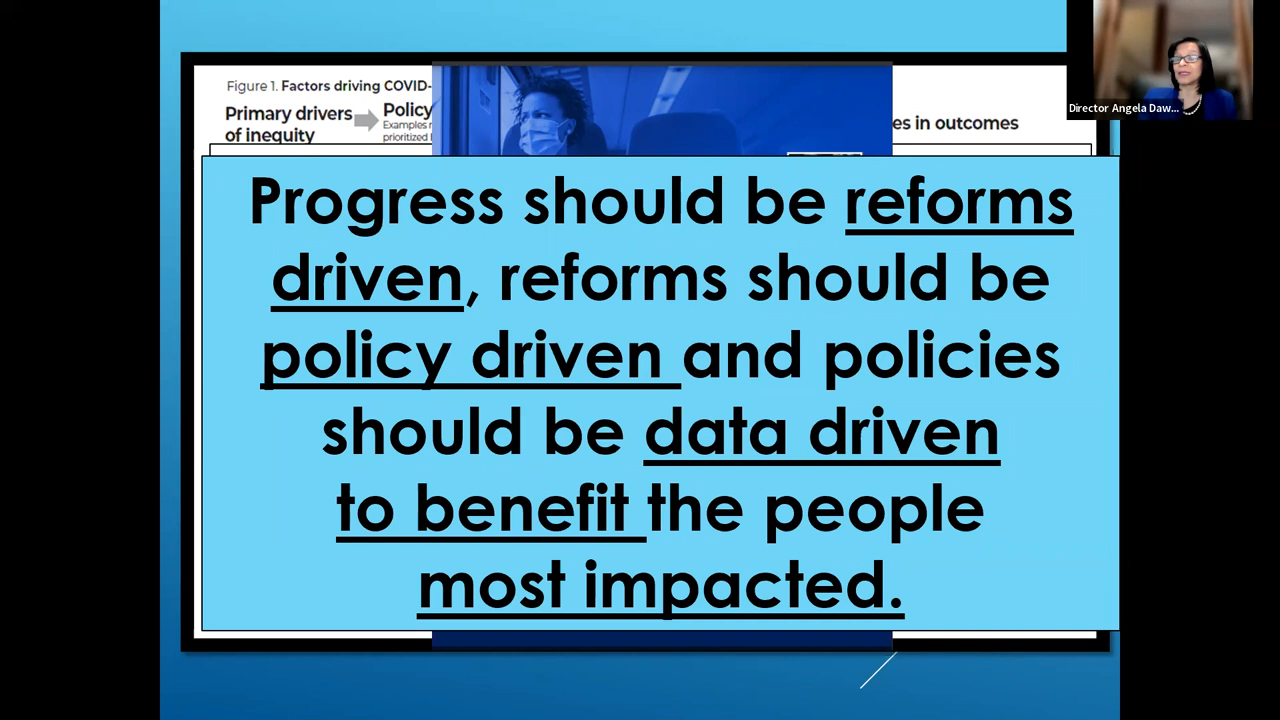 Figure 1. Factors driving COVID-
Primary drivers
of inequity
Policy
Examples
prioritized
es in outcomes
Director Angela Daw...
Progress should be reforms
driven, reforms should be
policy driven and policies
should be data driven
to benefit the people
most impacted.